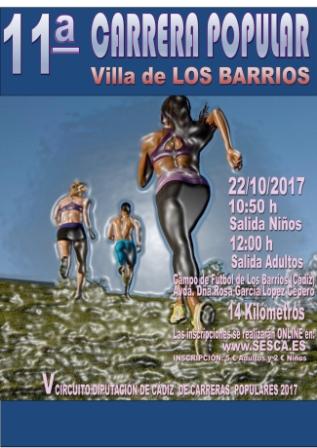 11ª CARRERA POPULAR
Villa de LOS BARRIOS
22/10/2017
10:50 h
Salida Niños
12:00 h
Salida Adultos
Campo de Futbol de Los Barrios (Cadiz)
Avda. Dña Rosa García López Cepero
14 Kilómetros
Las inscripciones se realizarán ONLINE en:
www.SESCA.ES
INSCRIPCIÓN: 5 € Adultos y 2 € Niños
V CIRCUITO DIPUTACION DE CADIZ DE CARRERAS POPULARES 2017